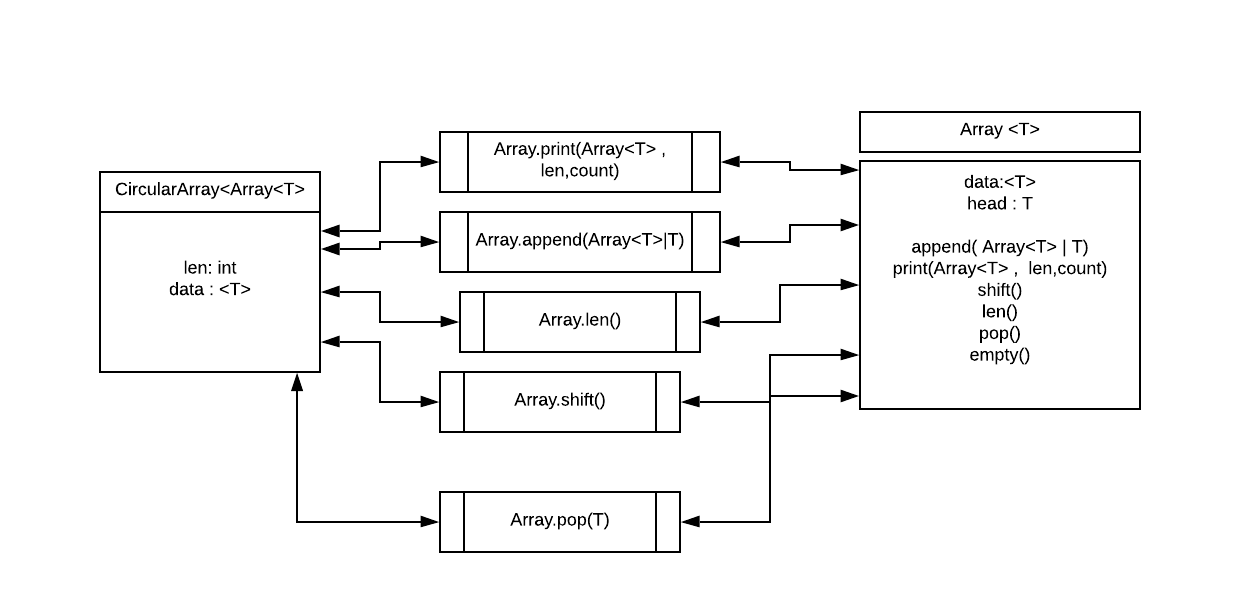 CircularArray<Array<T>
len: int
data : <T>
Array.print(Array<T> ,
len,count)
Array.append(Array<T>|T)
Array.len()
Array.shift()
Array.pop(T)
Array <T>
data:<T>
head : T
append( Array<T> | T)
print(Array<T> , len,count)
shift()
len()
pop()
empty()